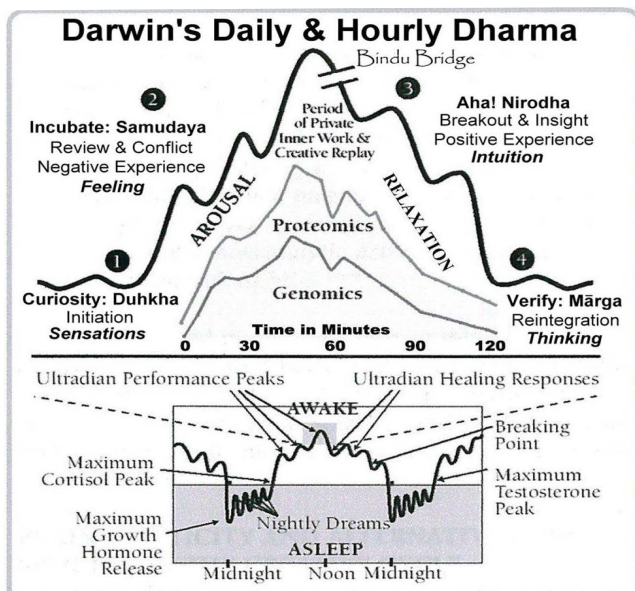 Darwin's Daily & Hourly Dharma
Bindu Bridge
2
3
Incubate: Samudaya
Review & Conflict
Negative Experience
Feeling
Period
of Private
Inner Work &
Creative Replay
Aha! Nirodha
Breakout & Insight
Positive Experience
Intuition
AROUSAL
RELAXATION
Proteomics
Genomics
1
4
Curiosity: Duhkha
Initiation
Sensations
Verify: Mārga
Reintegration
Thinking
Time in Minutes
0 30 60 90 120
Ultradian Performance Peaks
Ultradian Healing Responses
AWAKE
Breaking
Point
Maximum
Cortisol Peak
Maximum
Testosterone
Peak
Maximum
Growth
Hormone
Release
Nightly Dreams
ASLEEP
Midnight Noon Midnight